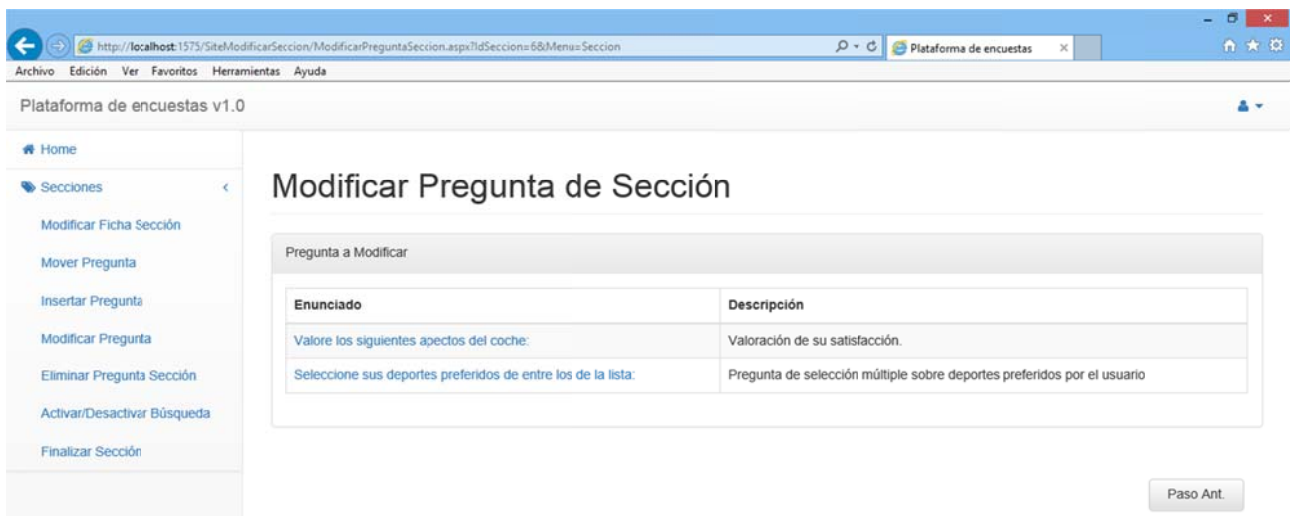 http://localhost:1575/SiteModificarSeccion/ModificarPreguntaSeccion.aspx?IdSeccion=6&Menu=Seccion
Plataforma de encuestas
Archivo Edición Ver Favoritos Herramientas Ayuda
Plataforma de encuestas v1.0
Home
Secciones
Modificar Ficha Sección
Mover Pregunta
Insertar Pregunta
Modificar Pregunta
Eliminar Pregunta Sección
Activar/Desactivar Búsqueda
Finalizar Sección
Modificar Pregunta de Sección
Pregunta a Modificar
Enunciado Descripción
Valore los siguientes apectos del coche: Valoración de su satisfacción.
Seleccione sus deportes preferidos de entre los de la lista: Pregunta de selección múltiple sobre deportes preferidos por el usuario
Paso Ant.